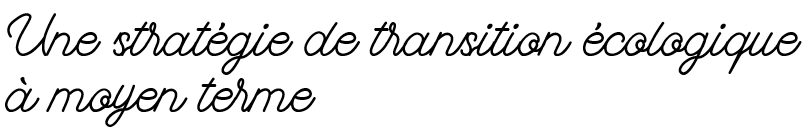 Une stratégie de transition écologique
à moyen terme